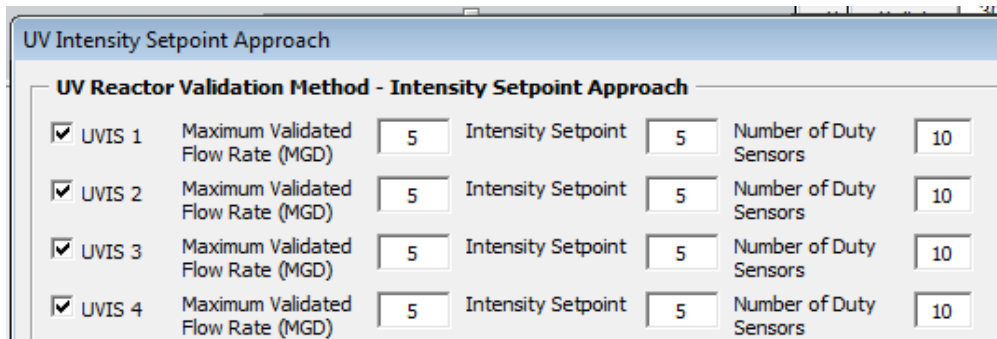 UV Intensity Setpoint Approach
UV Reactor Validation Method - Intensity Setpoint Approach
UVIS 1 Maximum Validated Flow Rate (MGD) 5 Intensity Setpoint 5 Number of Duty Sensors 10
UVIS 2 Maximum Validated Flow Rate (MGD) 5 Intensity Setpoint 5 Number of Duty Sensors 10
UVIS 3 Maximum Validated Flow Rate (MGD) 5 Intensity Setpoint 5 Number of Duty Sensors 10
UVIS 4 Maximum Validated Flow Rate (MGD) 5 Intensity Setpoint 5 Number of Duty Sensors 10